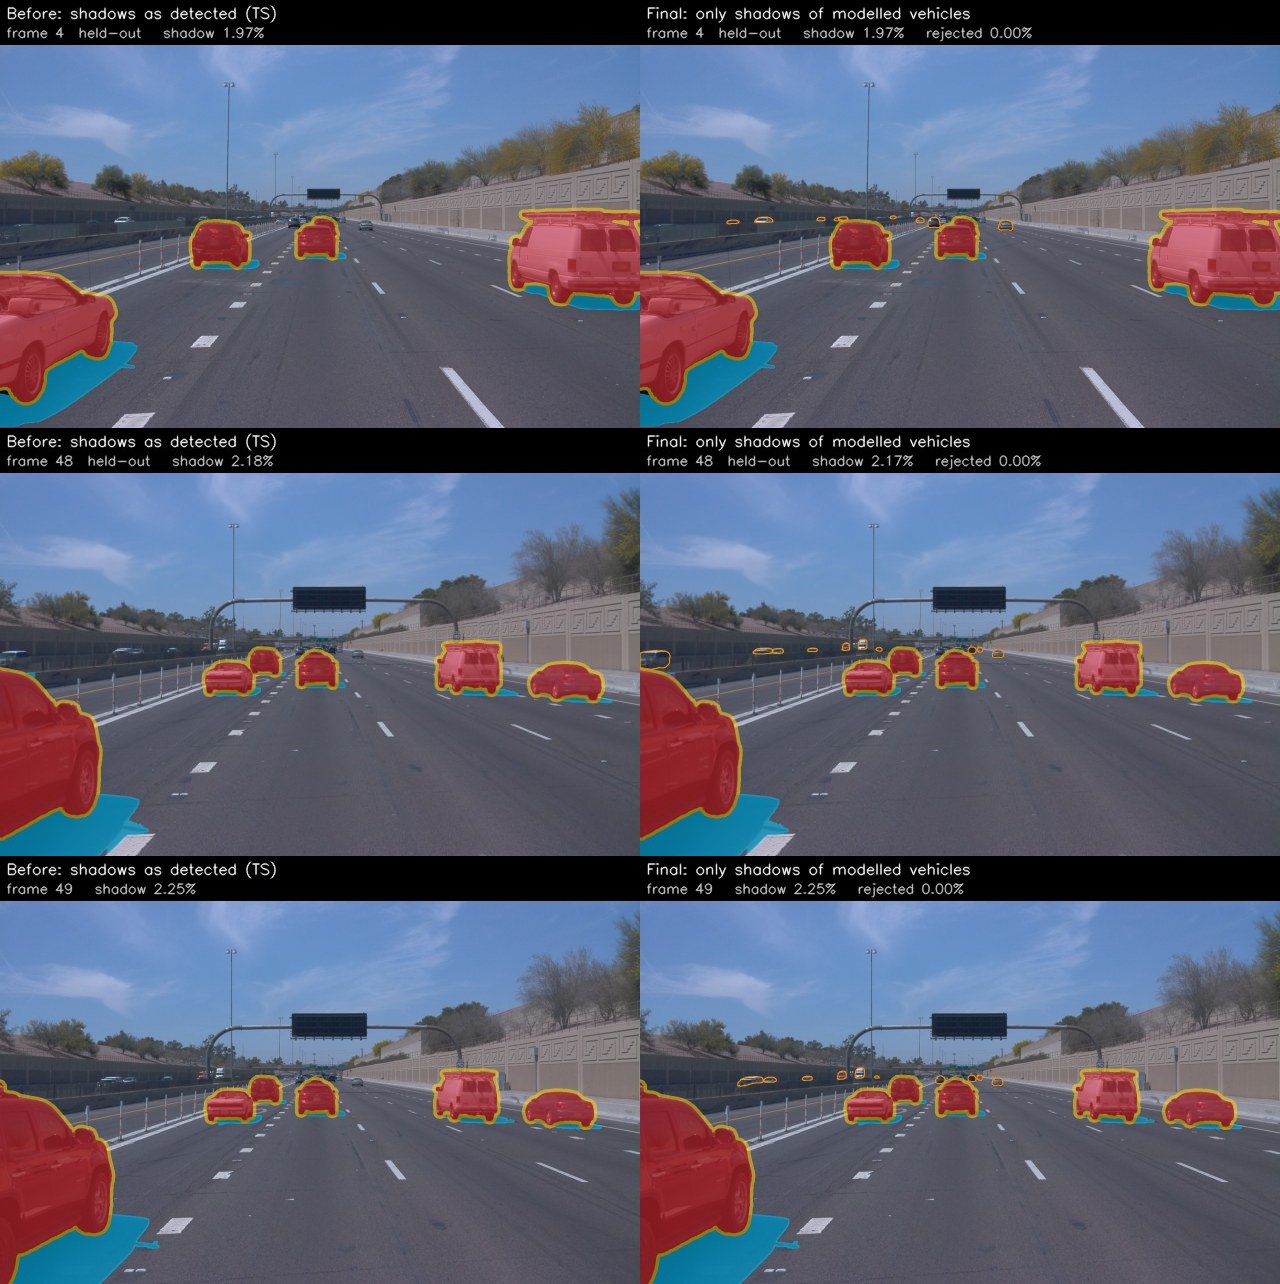 Before: shadows as detected (TS)
frame 4 held-out shadow 1.97%
Final: only shadows of modelled vehicles
frame 4 held-out shadow 1.97% rejected 0.00%
Before: shadows as detected (TS)
frame 48 held-out shadow 2.18%
Final: only shadows of modelled vehicles
frame 48 held-out shadow 2.17% rejected 0.00%
Before: shadows as detected (TS)
frame 49 shadow 2.25%
Final: only shadows of modelled vehicles
frame 49 shadow 2.25% rejected 0.00%